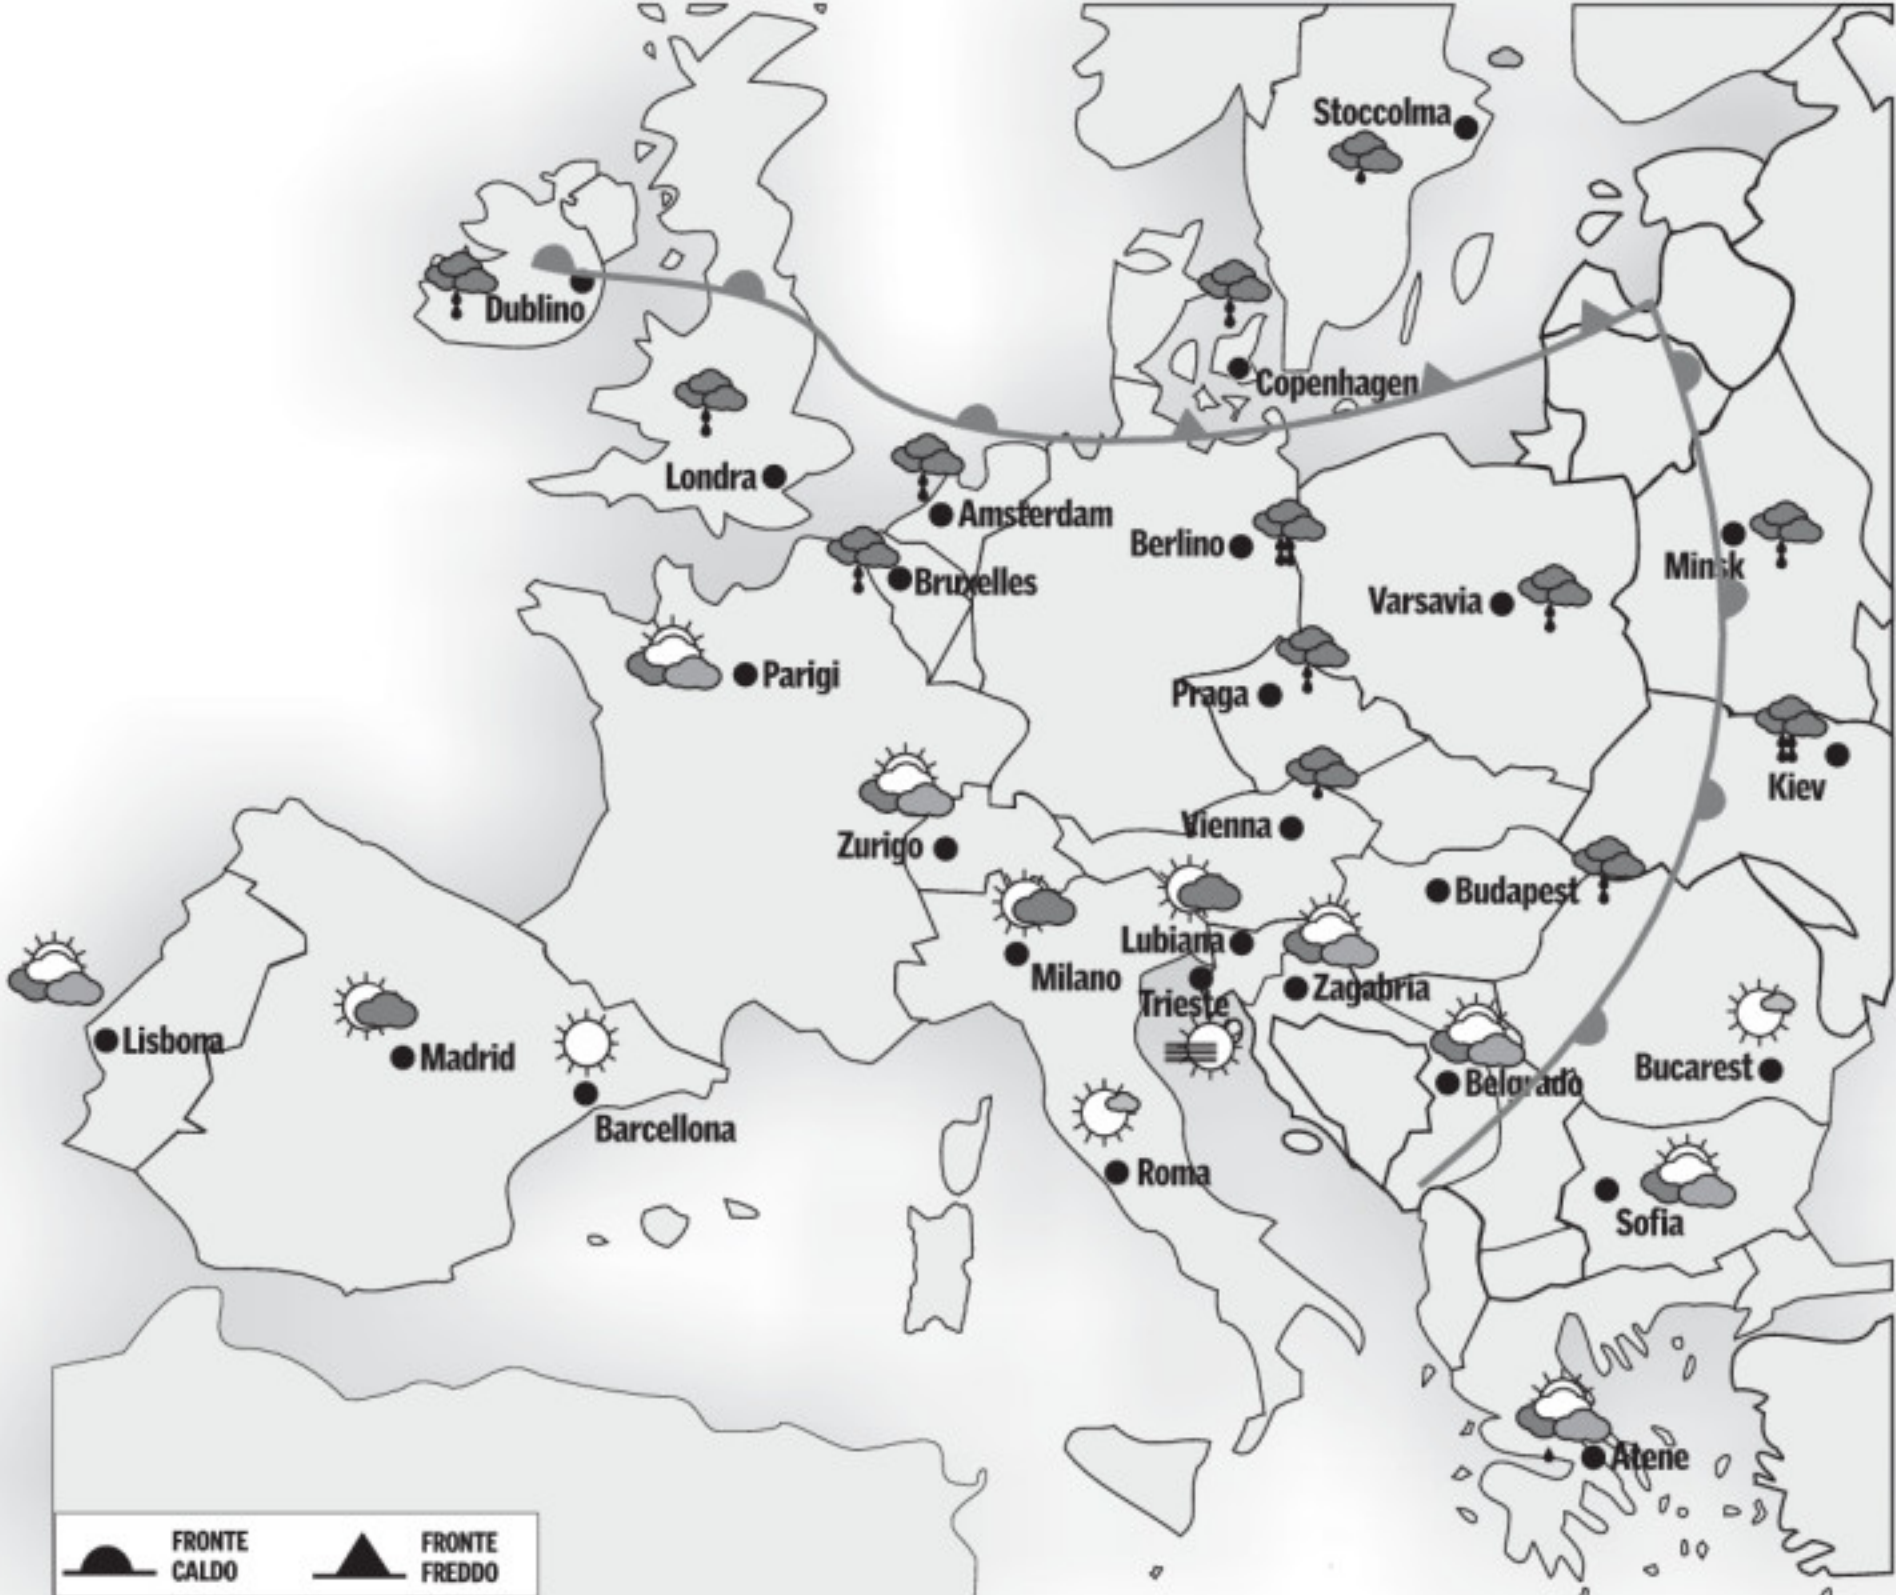 Stoccolma
Dublino
Copenhagen
Londra
Amsterdam
Berlino
Minsk
Bruxelles
Varsavia
Parigi
Praga
Kiev
Vienna
Zurigo
Budapest
Lubiana
Milano
Zagabria
Trieste
Lisbona
Madrid
Belgrado
Bucarest
Barcellona
Roma
Sofia
Atene
FRONTE
CALDO
FRONTE
FREDDO